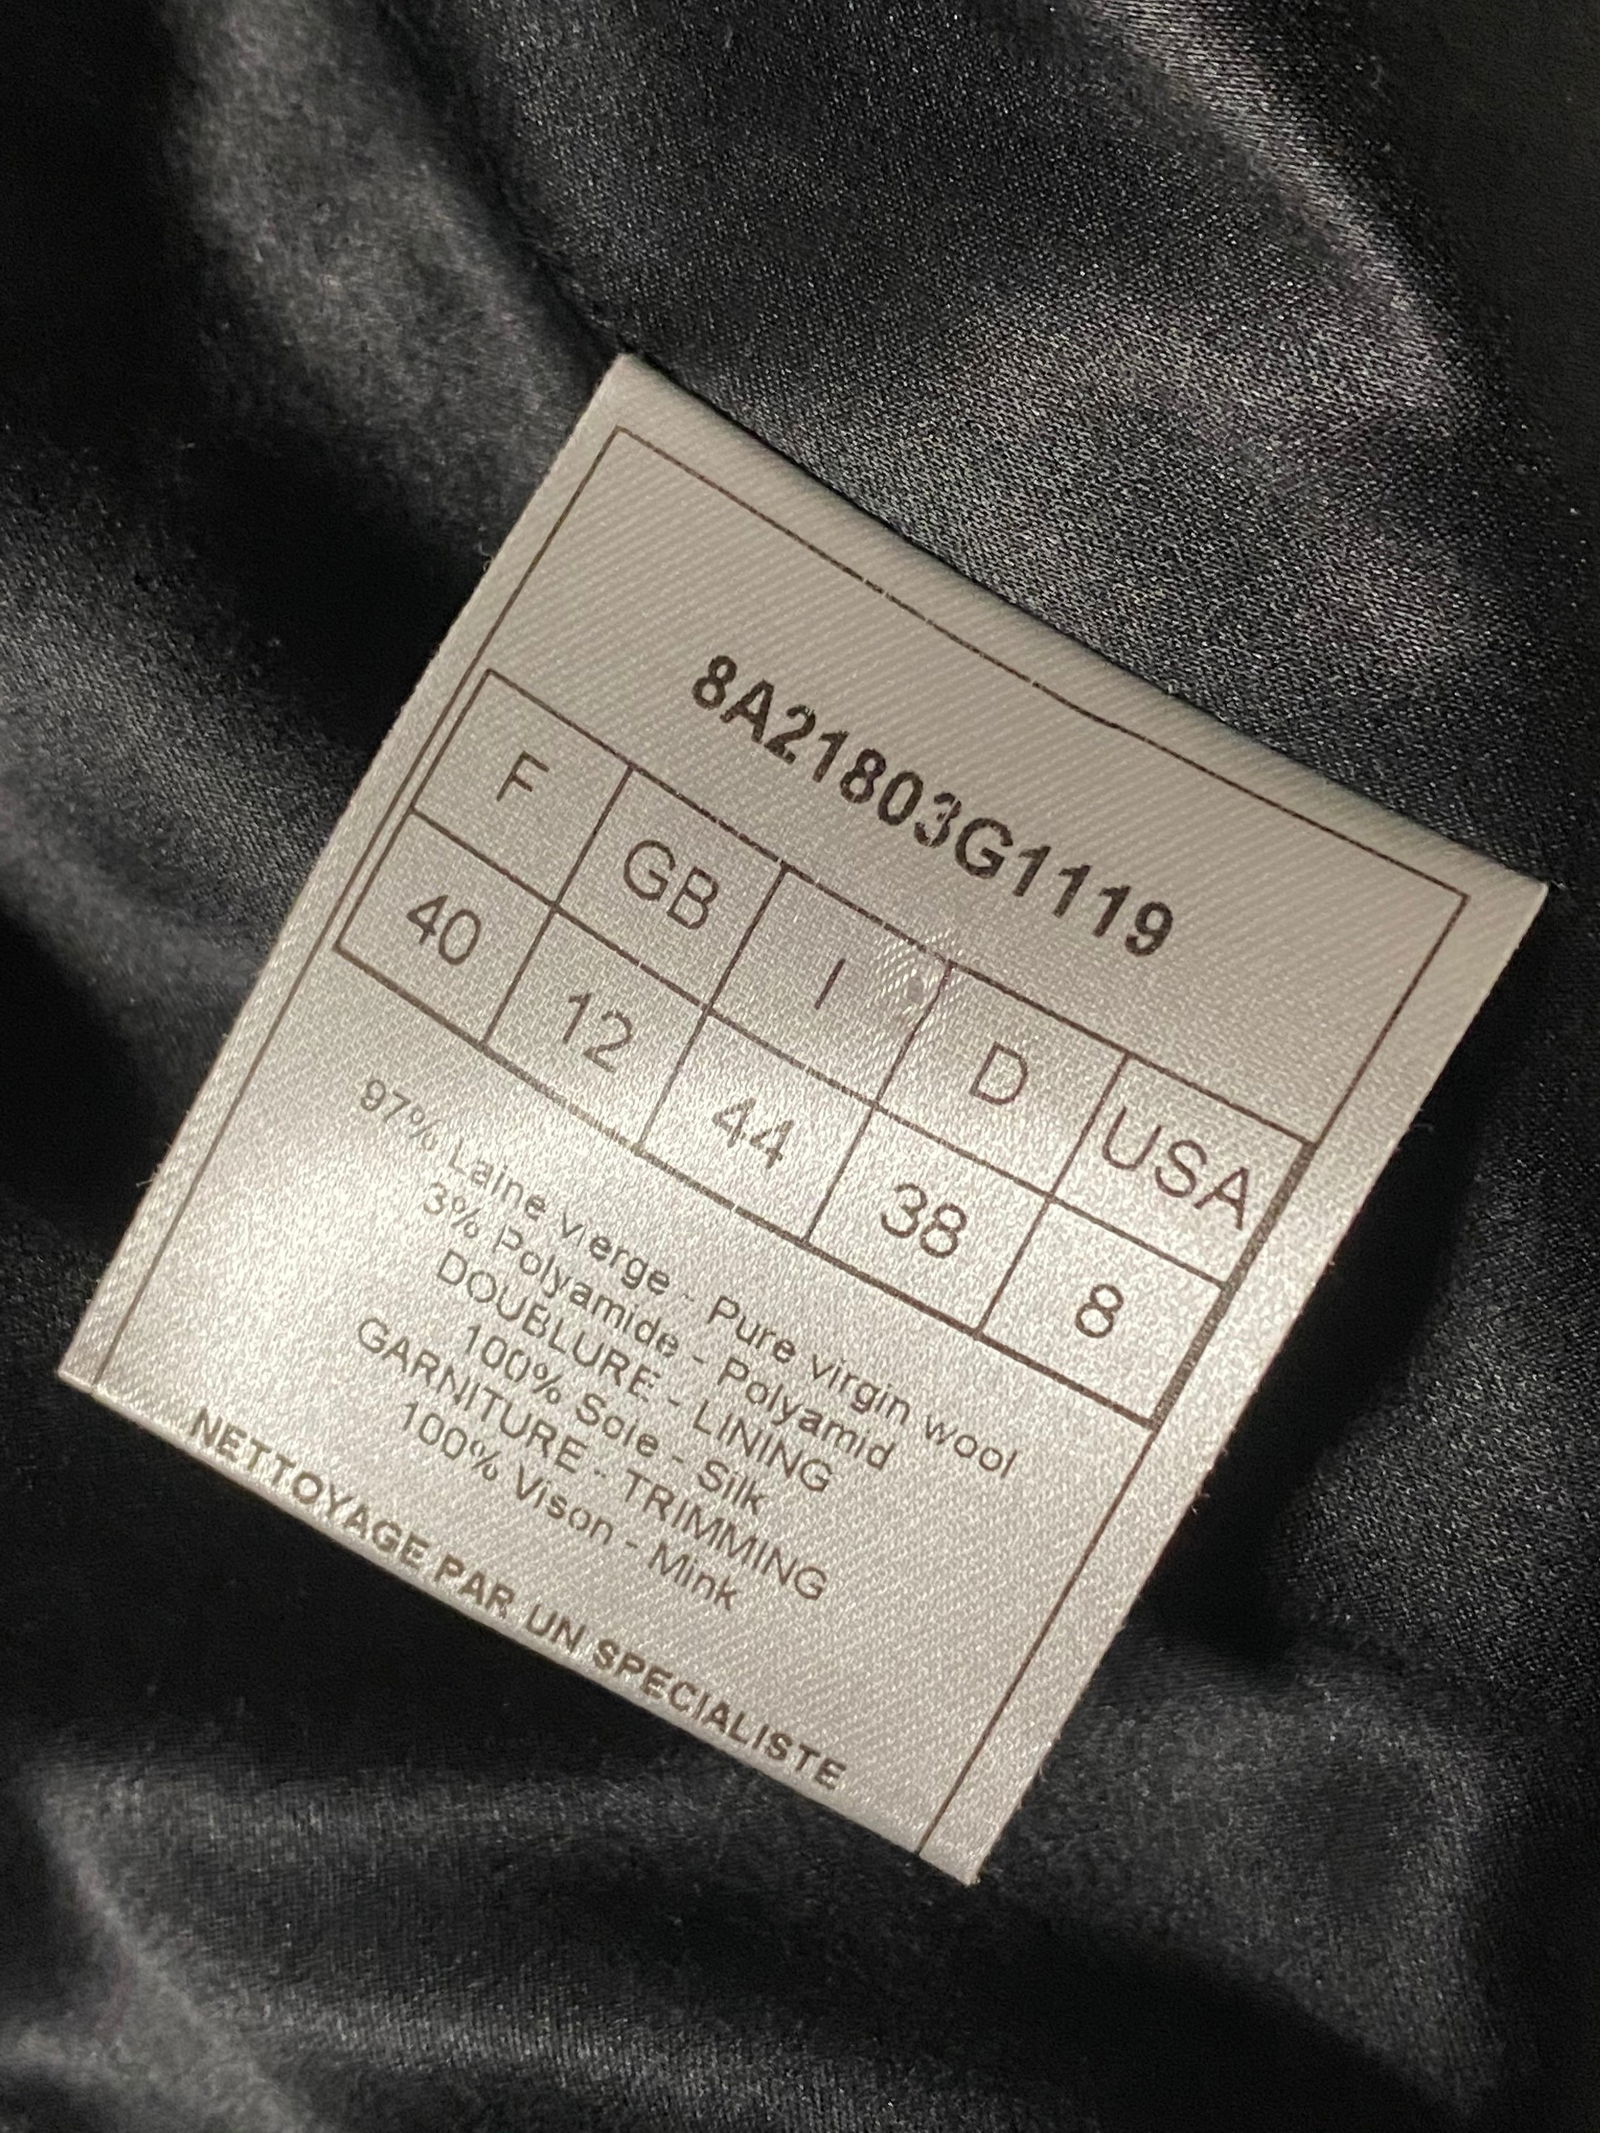 8A21803G1119
F GB I D USA
40 12 44 38 8
97% Laine vierge - Pure virgin wool
3% Polyamide - Polyamid
DOUBLURE - LINING
100% Soie - Silk
GARNITURE - TRIMMING
100% Vison - Mink
NETTOYAGE PAR UN SPECIALISTE